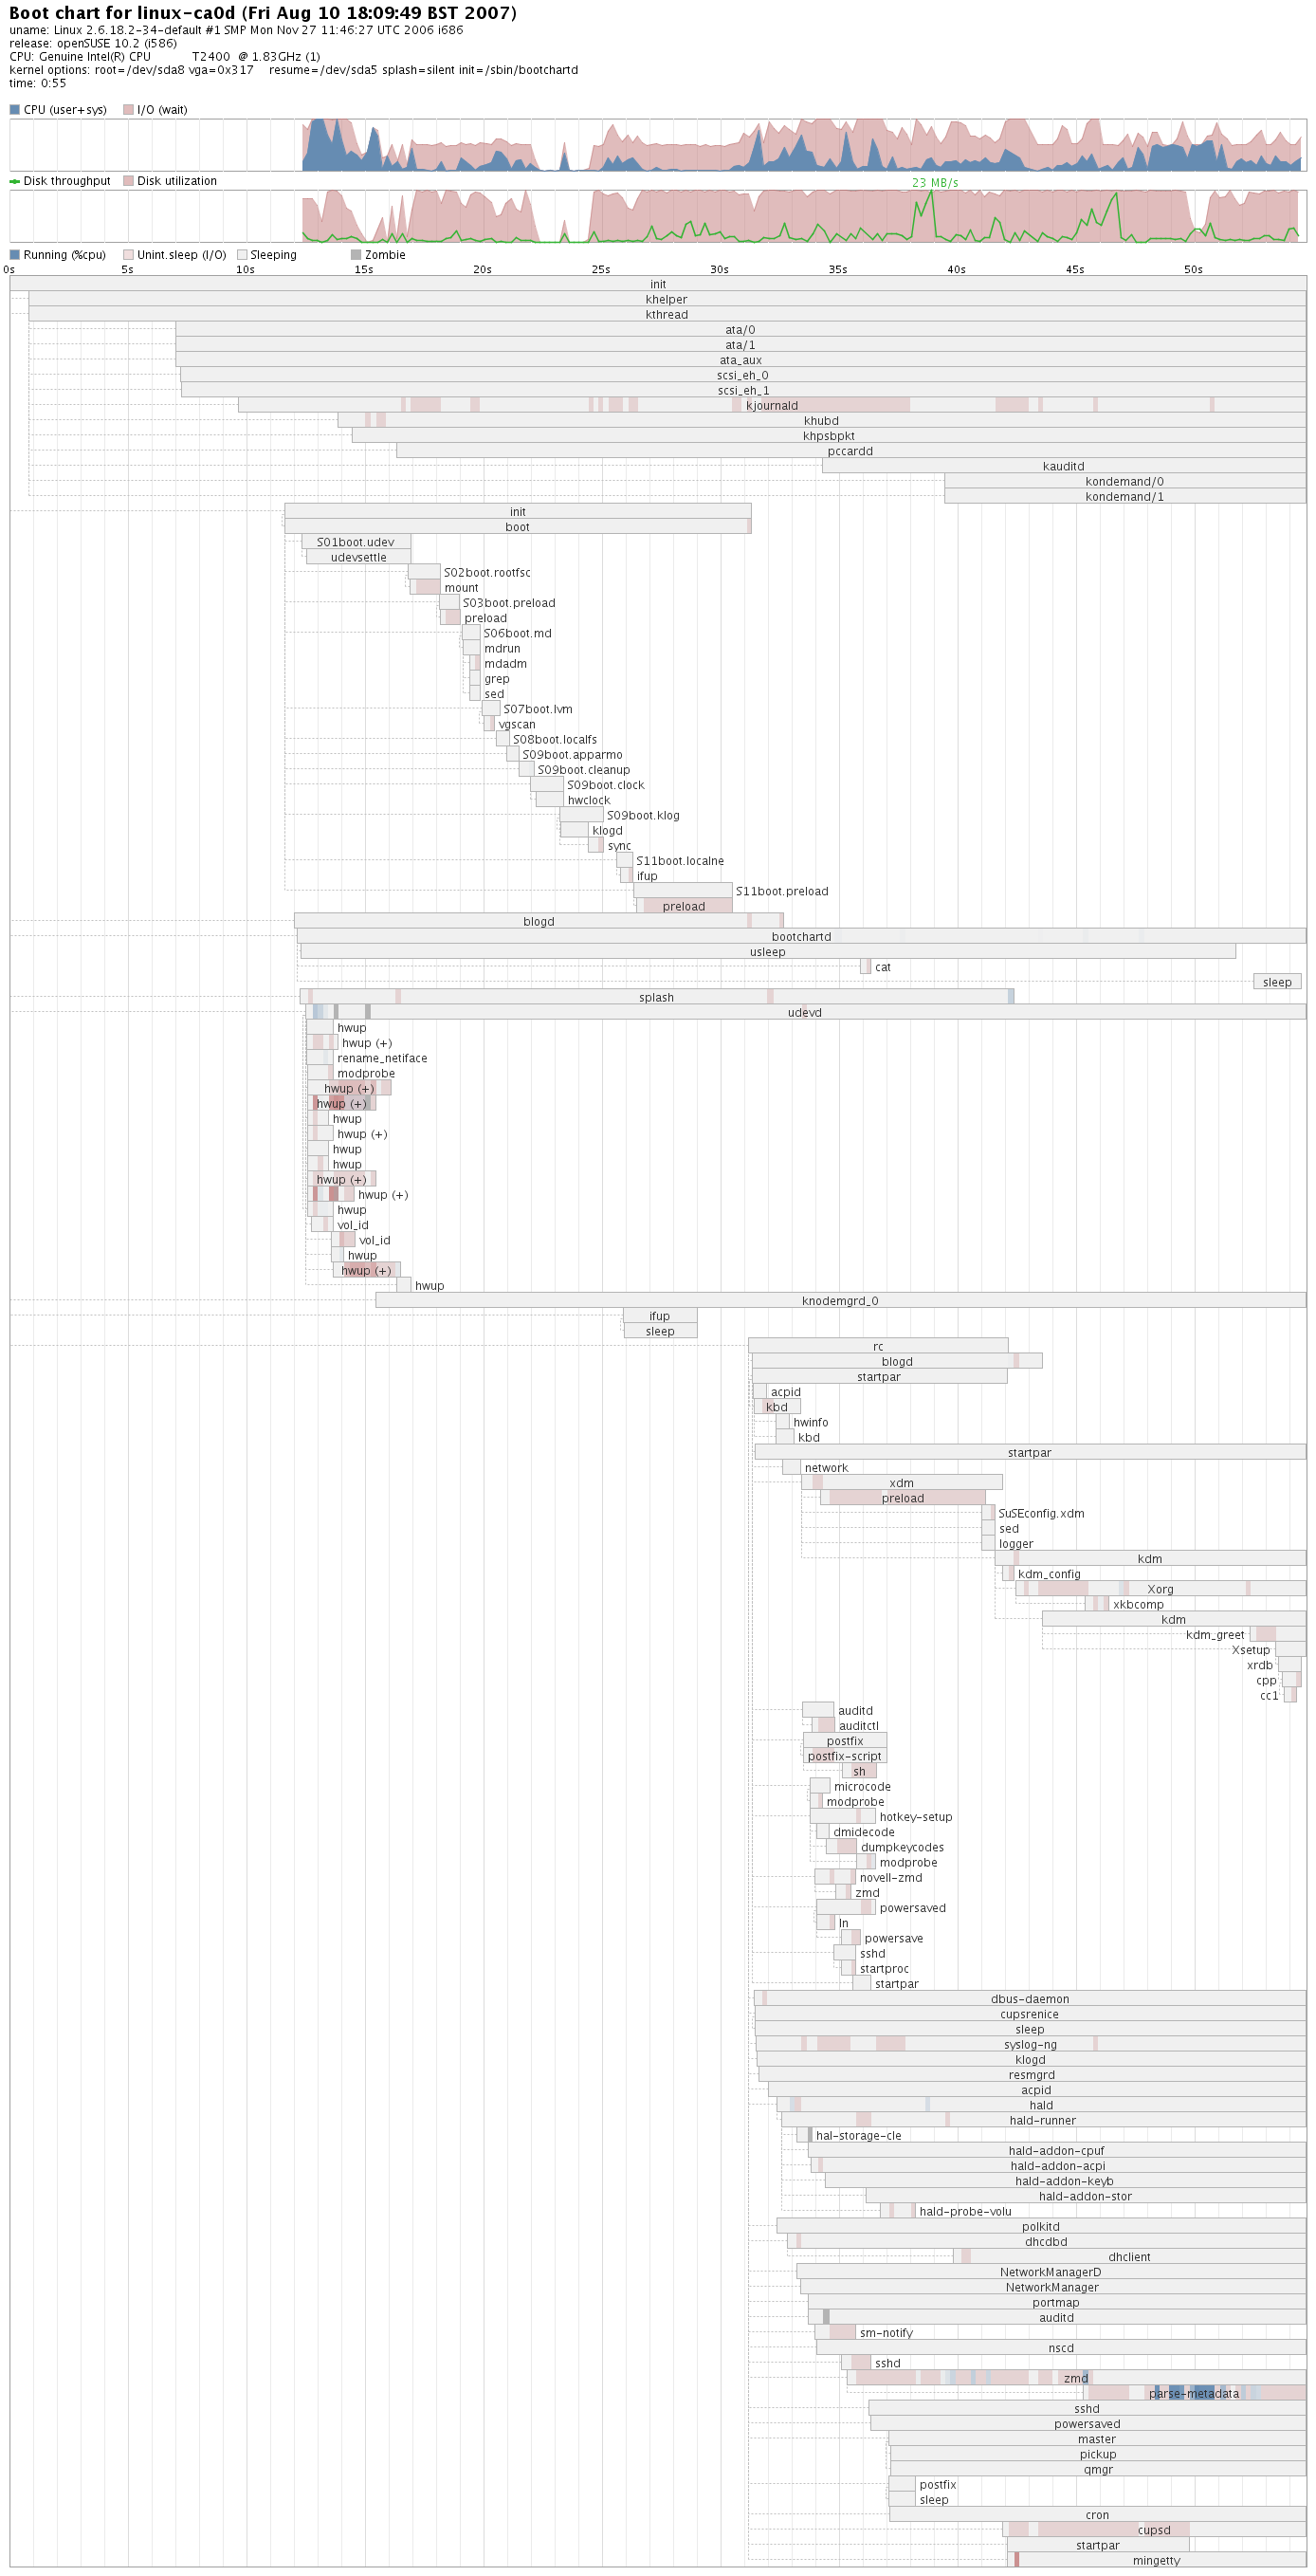 Boot chart for linux-ca0d (Fri Aug 10 18:09:49 BST 2007)
uname: Linux 2.6.18.2-34-default #1 SMP Mon Nov 27 11:46:27 UTC 2006 i686
release: openSUSE 10.2 (i586)
CPU: Genuine Intel(R) CPU T2400 @ 1.83GHz (1)
kernel options: root=/dev/sda8 vga=0x317 resume=/dev/sda5 splash=silent init=/sbin/bootchartd
time: 0:55
CPU (user+sys) I/O (wait)
Disk throughput Disk utilization
23 MB/s
Running (%cpu) Unint.sleep (I/O) Sleeping Zombie
0s 5s 10s 15s 20s 25s 30s 35s 40s 45s 50s
init
khelper
kthread
ata/0
ata/1
ata_aux
scsi_eh_0
scsi_eh_1
kjournald
khubd
khpsbpkt
pccardd
kauditd
kondemand/0
kondemand/1
init
boot
S01boot.udev
udevsettle
S02boot.rootfsc
mount
S03boot.preload
preload
S06boot.md
mdrun
mdadm
grep
sed
S07boot.lvm
vgscan
S08boot.localfs
S09boot.apparmo
S09boot.cleanup
S09boot.clock
hwclock
S09boot.klog
klogd
sync
S11boot.localne
ifup
S11boot.preload
preload
blogd
bootchartd
usleep
cat
sleep
splash
udevd
hwup
hwup (+)
rename_netiface
modprobe
hwup (+)
hwup (+)
hwup
hwup (+)
hwup
hwup
hwup (+)
hwup (+)
hwup
vol_id
vol_id
hwup
hwup (+)
hwup
knodemgrd_0
ifup
sleep
rc
blogd
startpar
acpid
kbd
hwinfo
kbd
startpar
network
xdm
preload
SuSEconfig.xdm
sed
logger
kdm
kdm_config
Xorg
xkbcomp
kdm
kdm_greet
Xsetup
xrdb
cpp
cc1
auditd
auditctl
postfix
postfix-script
sh
microcode
modprobe
hotkey-setup
dmidecode
dumpkeycodes
modprobe
novell-zmd
zmd
powersaved
ln
powersave
sshd
startproc
startpar
dbus-daemon
cupsrenice
sleep
syslog-ng
klogd
resmgrd
acpid
hald
hald-runner
hal-storage-cle
hald-addon-cpuf
hald-addon-acpi
hald-addon-keyb
hald-addon-stor
hald-probe-volu
polkitd
dhcdbd
dhclient
NetworkManagerD
NetworkManager
portmap
auditd
sm-notify
nscd
sshd
zmd
parse-metadata
sshd
powersaved
master
pickup
qmgr
postfix
sleep
cron
cupsd
startpar
mingetty